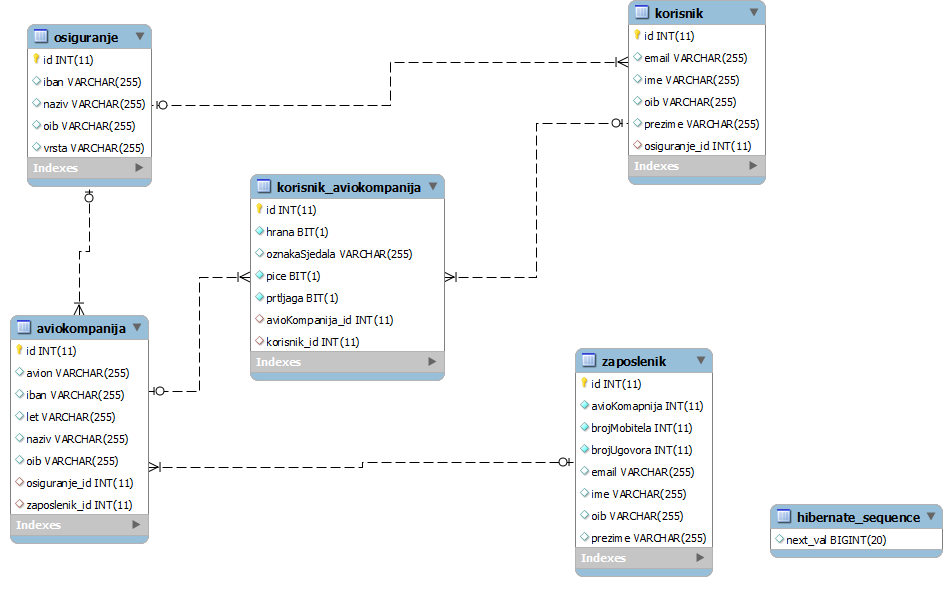 osiguranje
id INT(11)
iban VARCHAR(255)
naziv VARCHAR(255)
oib VARCHAR(255)
vrsta VARCHAR(255)
Indexes
korisnik
id INT(11)
email VARCHAR(255)
ime VARCHAR(255)
oib VARCHAR(255)
prezime VARCHAR(255)
osiguranje_id INT(11)
Indexes
korisnik_aviokompanija
id INT(11)
hrana BIT(1)
oznakaSjedala VARCHAR(255)
pice BIT(1)
prtljaga BIT(1)
avioKompanija_id INT(11)
korisnik_id INT(11)
Indexes
aviokompanija
id INT(11)
avion VARCHAR(255)
iban VARCHAR(255)
let VARCHAR(255)
naziv VARCHAR(255)
oib VARCHAR(255)
osiguranje_id INT(11)
zaposlenik_id INT(11)
Indexes
zaposlenik
id INT(11)
avioKomapnija INT(11)
brojMobitela INT(11)
brojUgovora INT(11)
email VARCHAR(255)
ime VARCHAR(255)
oib VARCHAR(255)
prezime VARCHAR(255)
Indexes
hibernate_sequence
next_val BIGINT(20)